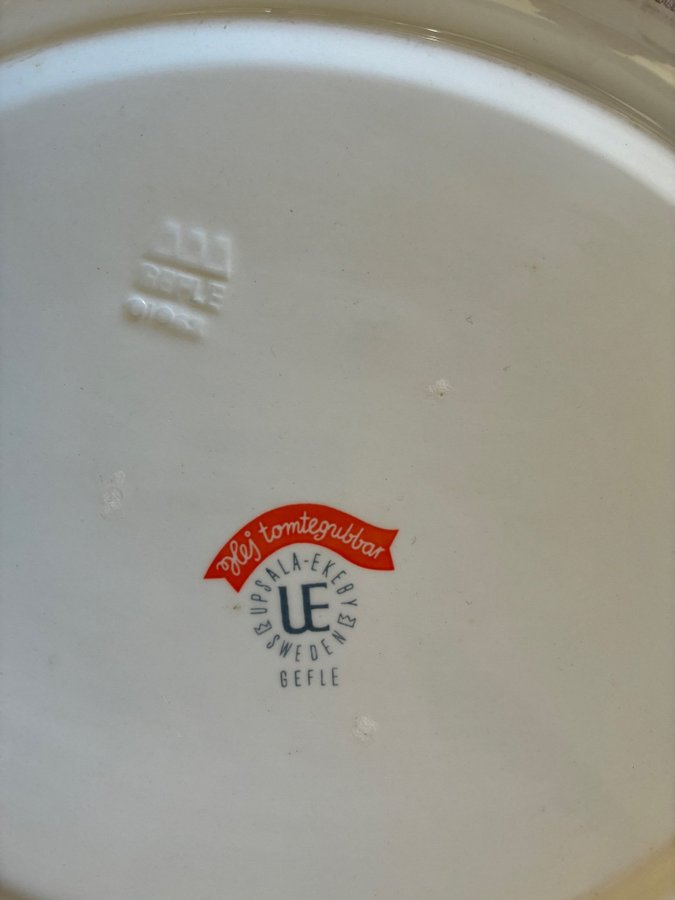 GEFLE
Hej tomtegubbar
UPSALA-EKEBY
UE
SWEDEN
GEFLE